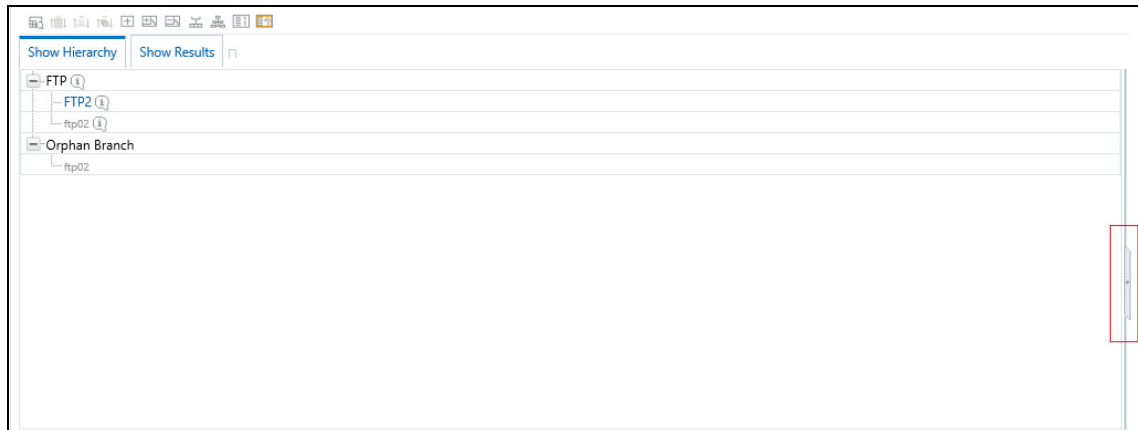 Show Hierarchy Show Results
FTP
FTP2
ftp02
Orphan Branch
ftp02